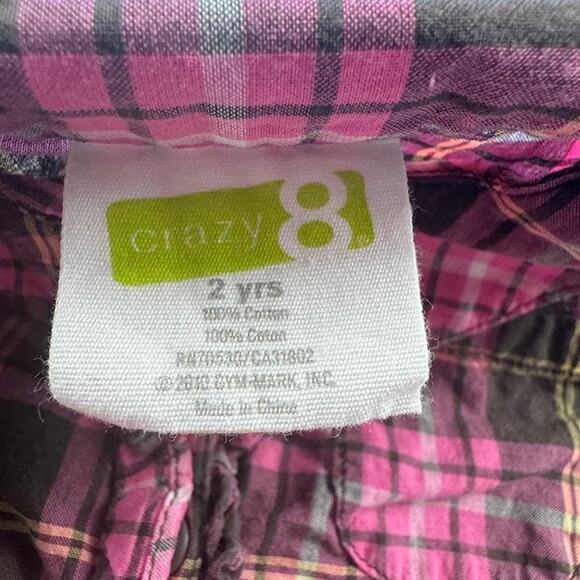 crazy 8
2 yrs
100% Cotton
100% Coton
RN70530/CA31802
©2010 GYM-MARK, INC.
Made in China